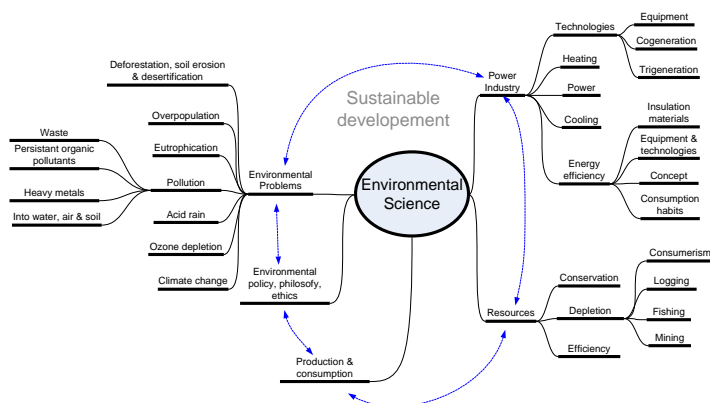 Equipment
Technologies
Cogeneration
Deforestation, soil erosion
& desertification
Heating
Trigeneration
Power
Industry
Power
Sustainable
developement
Insulation
materials
Overpopulation
Cooling
Waste
Persistant organic
pollutants
Eutrophication
Equipment &
technologies
Environmental
Problems
Energy
efficiency
Pollution
Environmental
Science
Concept
Heavy metals
Consumption
habits
Into water, air & soil
Acid rain
Ozone depletion
Consumerism
Environmental
policy, philosofy,
ethics
Climate change
Conservation
Logging
Resources
Depletion
Fishing
Mining
Efficiency
Production &
consumption